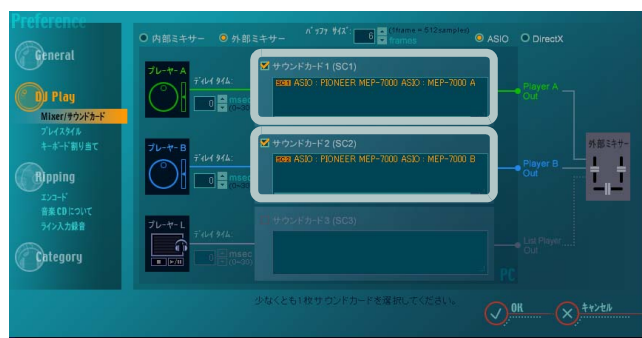 Preference
General
DJ Play
Mixer/サウンドカード
プレイスタイル
キーボード割り当て
Ripping
エンコード
音楽CDについて
ライン入力録音
Category
内部ミキサー 外部ミキサー バッファサイズ: 6 (1frame = 512samples) frames ASIO DirectX
プレーヤー A
ディレイ タイム:
0 msec
(0~30)
サウンドカード1 (SC1)
SC1 ASIO : PIONEER MEP-7000 ASIO : MEP-7000 A
Player A
Out
プレーヤー B
ディレイ タイム:
0 msec
(0~30)
サウンドカード2 (SC2)
SC2 ASIO : PIONEER MEP-7000 ASIO : MEP-7000 B
Player B
Out
外部ミキサー
プレーヤー L
ディレイ タイム:
0 msec
(0~30)
サウンドカード3 (SC3)
List Player
Out
PC
少なくとも1枚サウンドカードを選択してください。
OK
キャンセル